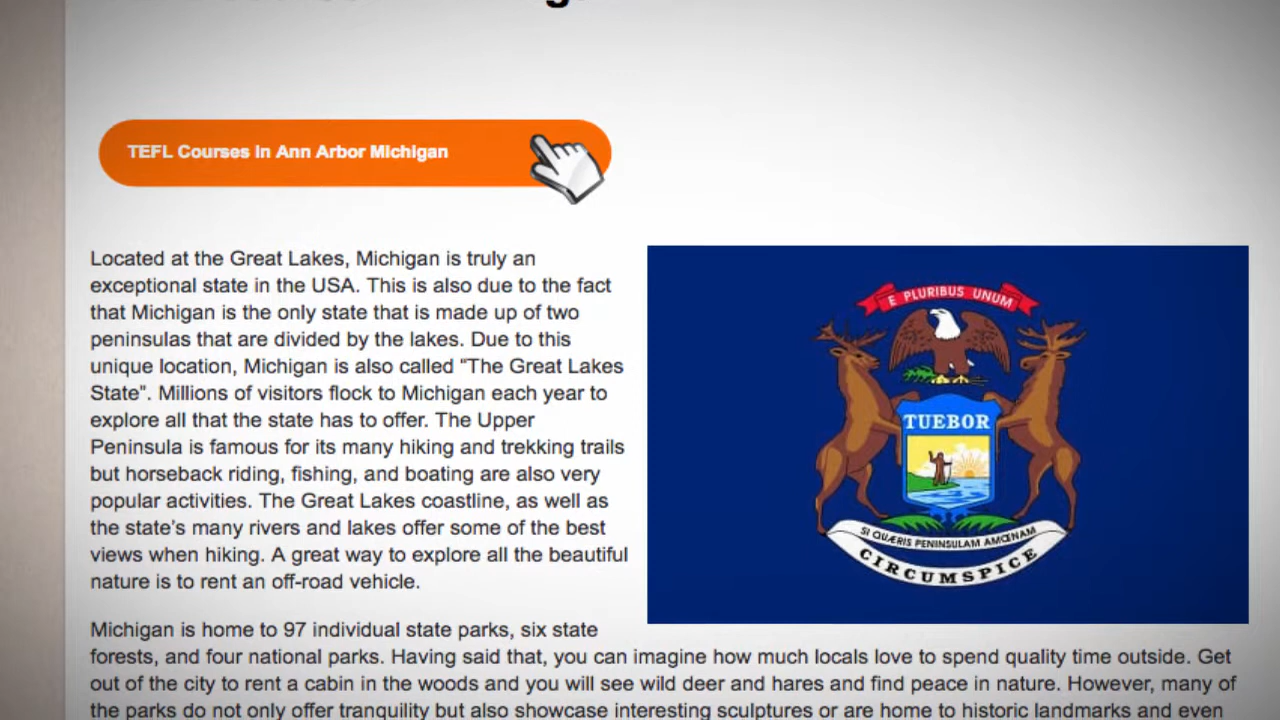 TEFL Courses in Ann Arbor Michigan
Located at the Great Lakes, Michigan is truly an
exceptional state in the USA. This is also due to the fact
that Michigan is the only state that is made up of two
peninsulas that are divided by the lakes. Due to this
unique location, Michigan is also called “The Great Lakes
State”. Millions of visitors flock to Michigan each year to
explore all that the state has to offer. The Upper
Peninsula is famous for its many hiking and trekking trails
but horseback riding, fishing, and boating are also very
popular activities. The Great Lakes coastline, as well as
the state’s many rivers and lakes offer some of the best
views when hiking. A great way to explore all the beautiful
nature is to rent an off-road vehicle.
E PLURIBUS UNUM
TUEBOR
SI QUÆRIS PENINSULAM AMŒNAM
CIRCUMSPICE
Michigan is home to 97 individual state parks, six state
forests, and four national parks. Having said that, you can imagine how much locals love to spend quality time outside. Get
out of the city to rent a cabin in the woods and you will see wild deer and hares and find peace in nature. However, many of
the parks do not only offer tranquility but also showcase interesting sculptures or are home to historic landmarks and even